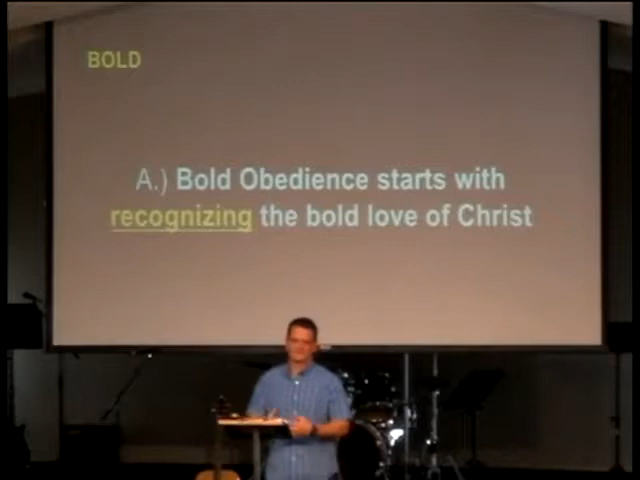 BOLD
A.) Bold Obedience starts with
recognizing the bold love of Christ